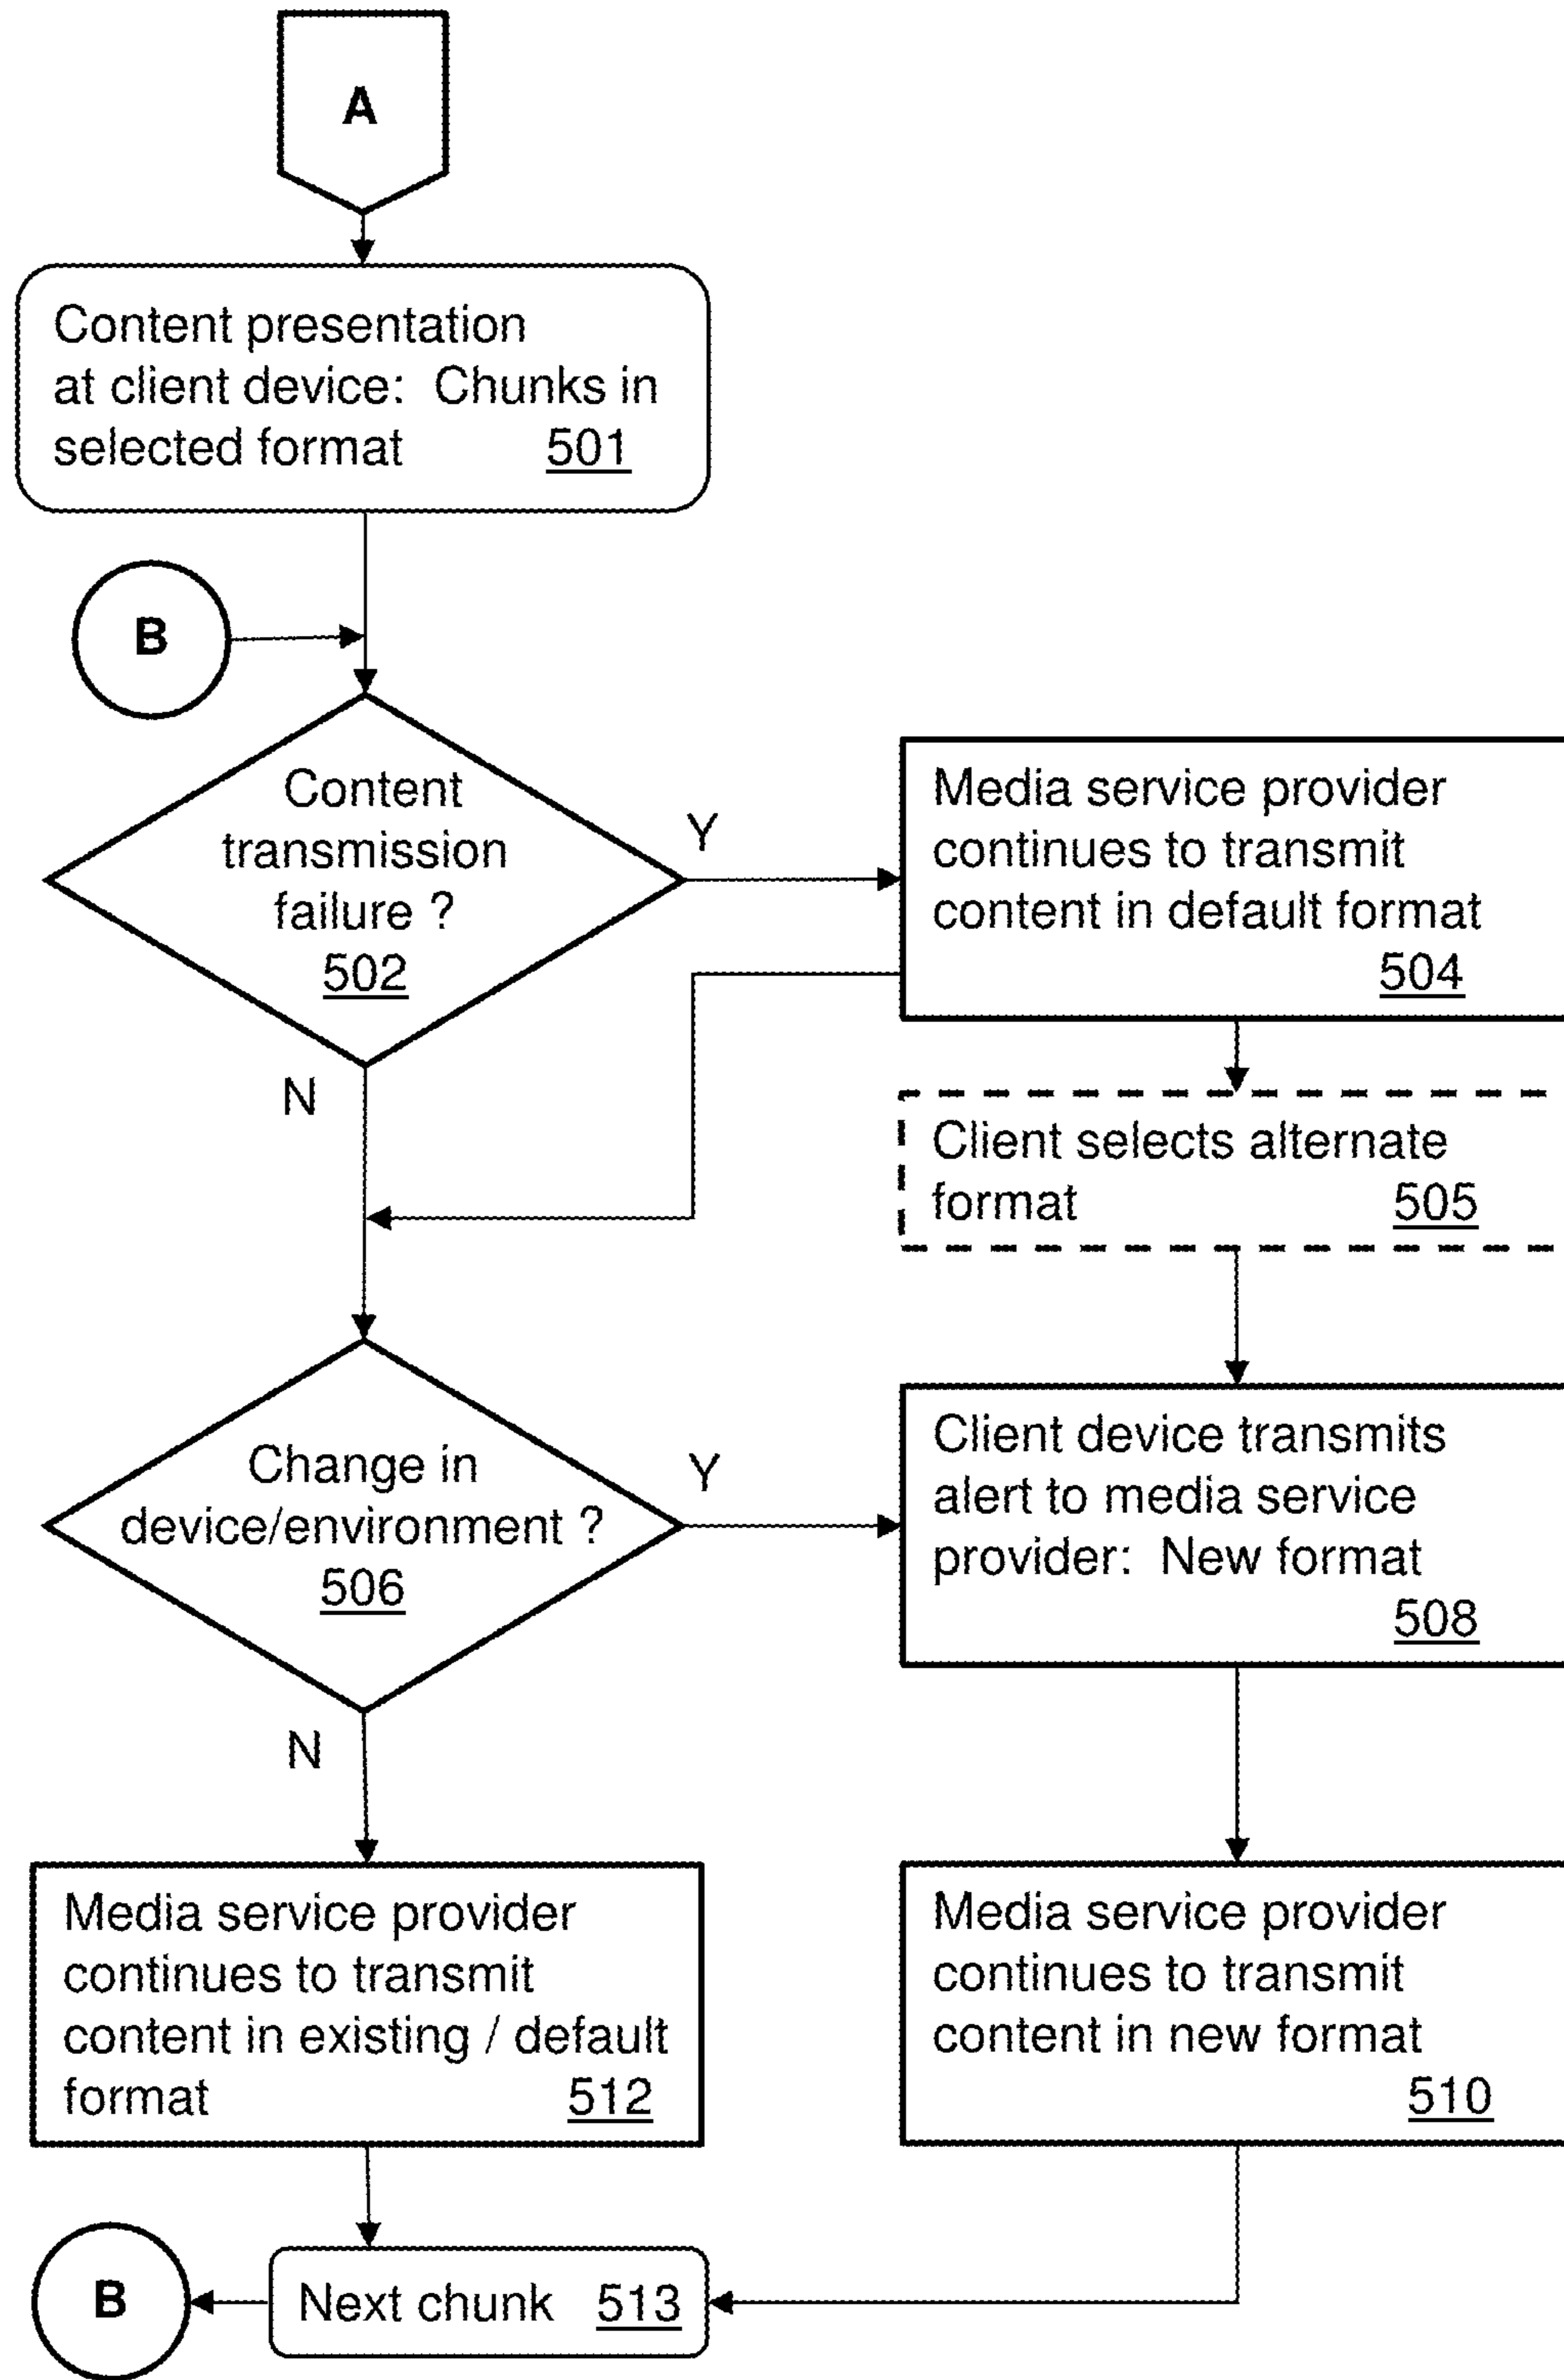 A
Content presentation
at client device: Chunks in
selected format 501
B
Content
transmission
failure ?
502
Y
N
Media service provider
continues to transmit
content in default format
504
Client selects alternate
format 505
Change in
device/environment ?
506
Y
N
Client device transmits
alert to media service
provider: New format
508
Media service provider
continues to transmit
content in existing / default
format 512
Media service provider
continues to transmit
content in new format
510
B
Next chunk 513